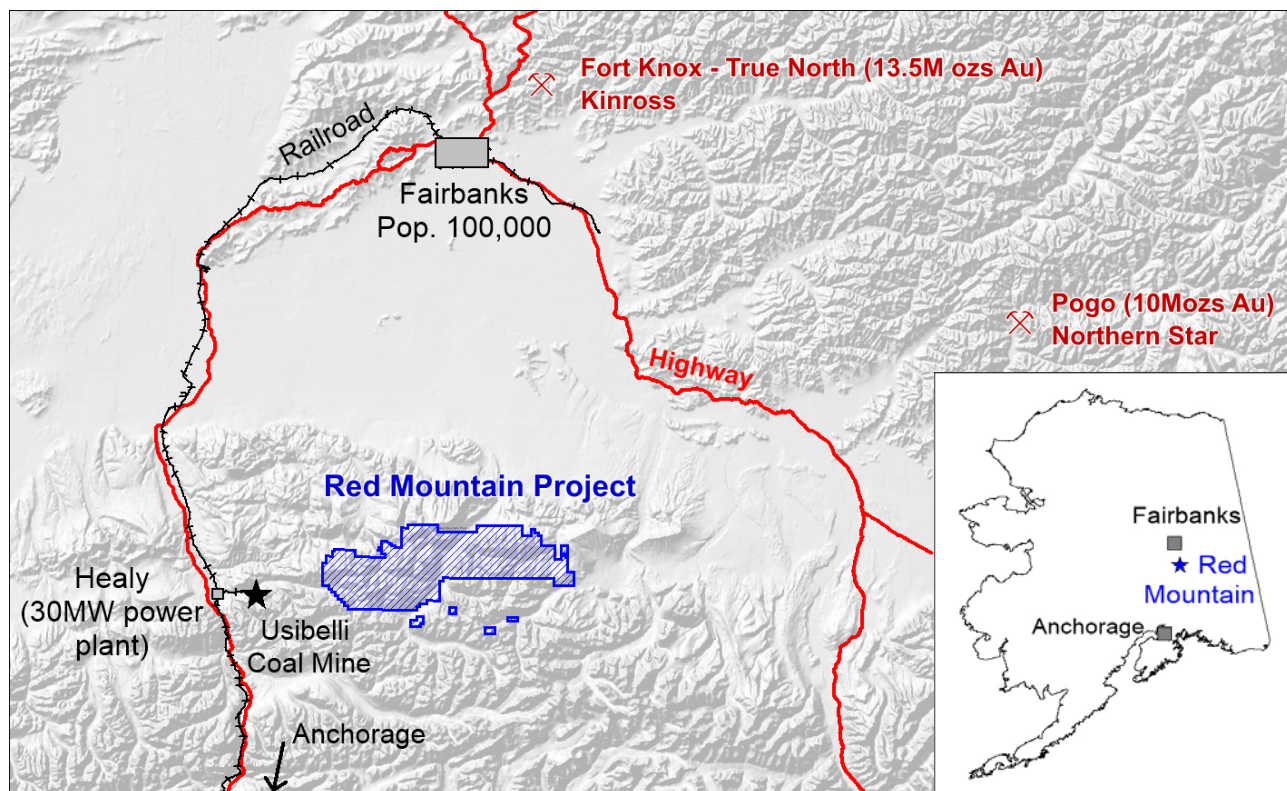 Fort Knox - True North (13.5M ozs Au)
Kinross
Railroad
Fairbanks
Pop. 100,000
Pogo (10Mozs Au)
Northern Star
Highway
Red Mountain Project
Healy
(30MW power
plant)
Usibelli
Coal Mine
Anchorage
Fairbanks
Red
Mountain
Anchorage